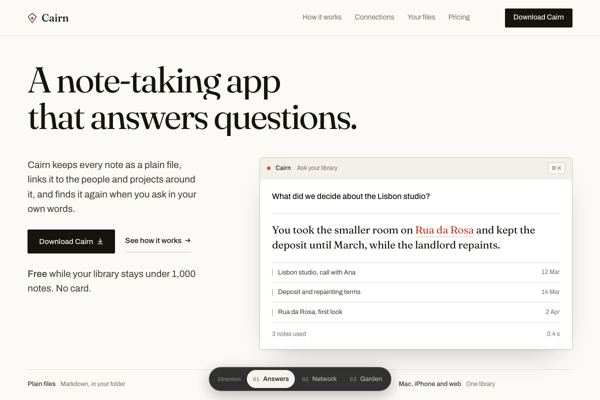 Cairn
How it works
Connections
Your files
Pricing
Download Cairn
A note-taking app
that answers questions.
Cairn keeps every note as a plain file,
links it to the people and projects around
it, and finds it again when you ask in your
own words.
Download Cairn
See how it works →
Free while your library stays under 1,000
notes. No card.
Cairn Ask your library
⌘ K
What did we decide about the Lisbon studio?
You took the smaller room on Rua da Rosa and kept the
deposit until March, while the landlord repaints.
Lisbon studio, call with Ana 12 Mar
Deposit and repainting terms 14 Mar
Rua da Rosa, first look 2 Apr
3 notes used 0.4 s
Plain files Markdown, in your folder
Direction 01 Answers 02 Network 03 Garden
Mac, iPhone and web One library